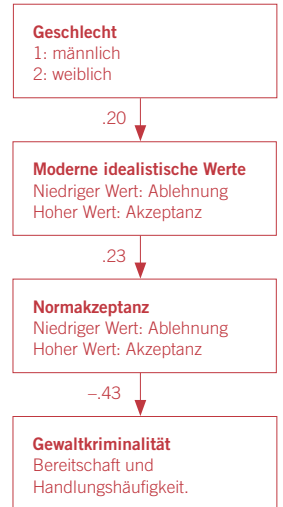 Geschlecht
1: männlich
2: weiblich
.20
Moderne idealistische Werte
Niedriger Wert: Ablehnung
Hoher Wert: Akzeptanz
.23
Normakzeptanz
Niedriger Wert: Ablehnung
Hoher Wert: Akzeptanz
–.43
Gewaltkriminalität
Bereitschaft und
Handlungshäufigkeit.